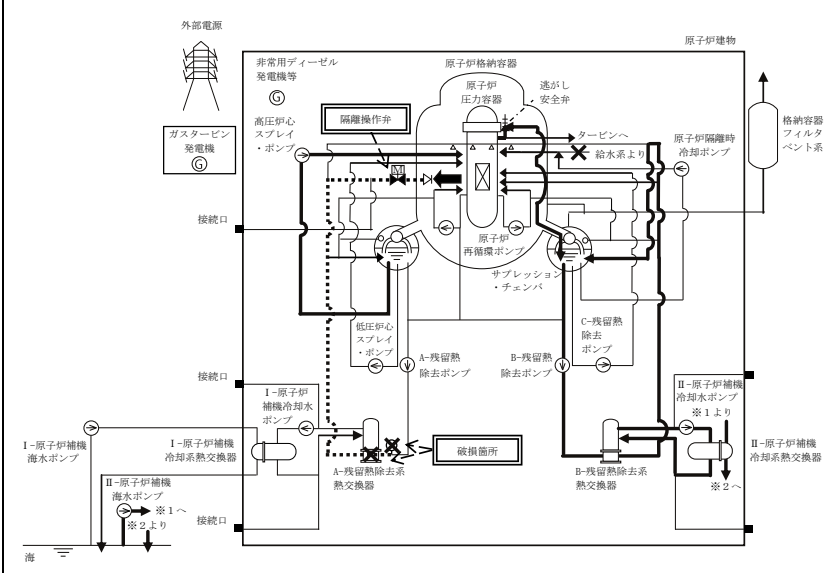 外部電源
原子炉建物
非常用ディーゼル
発電機等
G
原子炉格納容器
原子炉
圧力容器
逃がし
安全弁
隔離操作弁
高圧炉心
スプレイ
・ポンプ
ガスタービン
発電機
G
タービンへ
給水系より
原子炉隔離時
冷却ポンプ
格納容器
フィルタ
ベント系
M
接続口
原子炉
再循環ポンプ
サプレッション
・チェンバ
低圧炉心
スプレイ
・ポンプ
A-残留熱
除去ポンプ
B-残留熱
除去ポンプ
C-残留熱
除去
ポンプ
接続口
Ⅰ-原子炉
補機冷却水
ポンプ
Ⅱ-原子炉補機
冷却水ポンプ
※1より
Ⅰ-原子炉補機
海水ポンプ
Ⅰ-原子炉補機
冷却系熱交換器
破損箇所
Ⅱ-原子炉補機
冷却系熱交換器
A-残留熱除去系
熱交換器
B-残留熱除去系
熱交換器
※2へ
Ⅱ-原子炉補機
海水ポンプ
※1へ
※2より
接続口
海